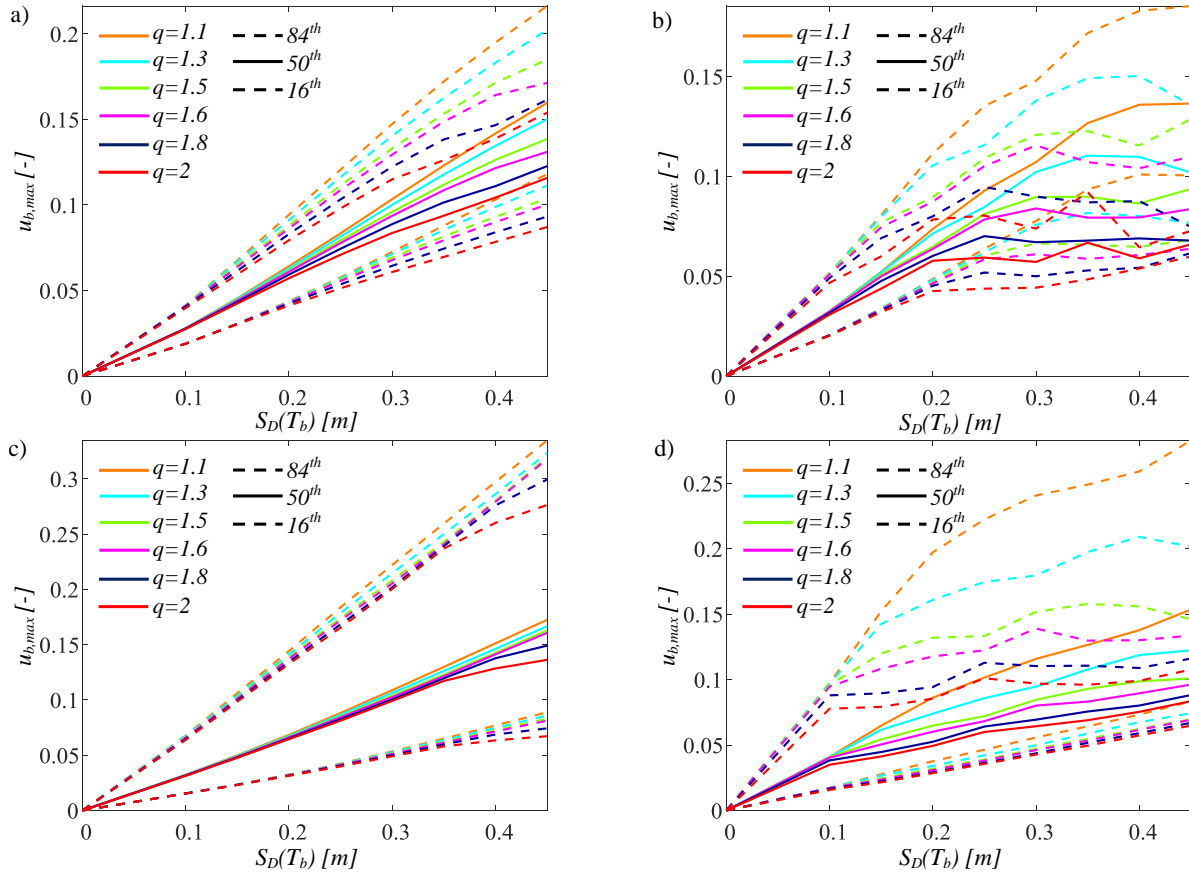 a)
q=1.1
84th
q=1.3
50th
q=1.5
16th
q=1.6
q=1.8
q=2
0.2
0.15
0.1
0.05
0
u_b,max [-]
0
0.1
0.2
0.3
0.4
S_D(T_b) [m]
b)
q=1.1
84th
q=1.3
50th
q=1.5
16th
q=1.6
q=1.8
q=2
0.15
0.1
0.05
0
u_b,max [-]
0
0.1
0.2
0.3
0.4
S_D(T_b) [m]
c)
q=1.1
84th
q=1.3
50th
q=1.5
16th
q=1.6
q=1.8
q=2
0.3
0.25
0.2
0.15
0.1
0.05
0
u_b,max [-]
0
0.1
0.2
0.3
0.4
S_D(T_b) [m]
d)
q=1.1
84th
q=1.3
50th
q=1.5
16th
q=1.6
q=1.8
q=2
0.25
0.2
0.15
0.1
0.05
0
u_b,max [-]
0
0.1
0.2
0.3
0.4
S_D(T_b) [m]